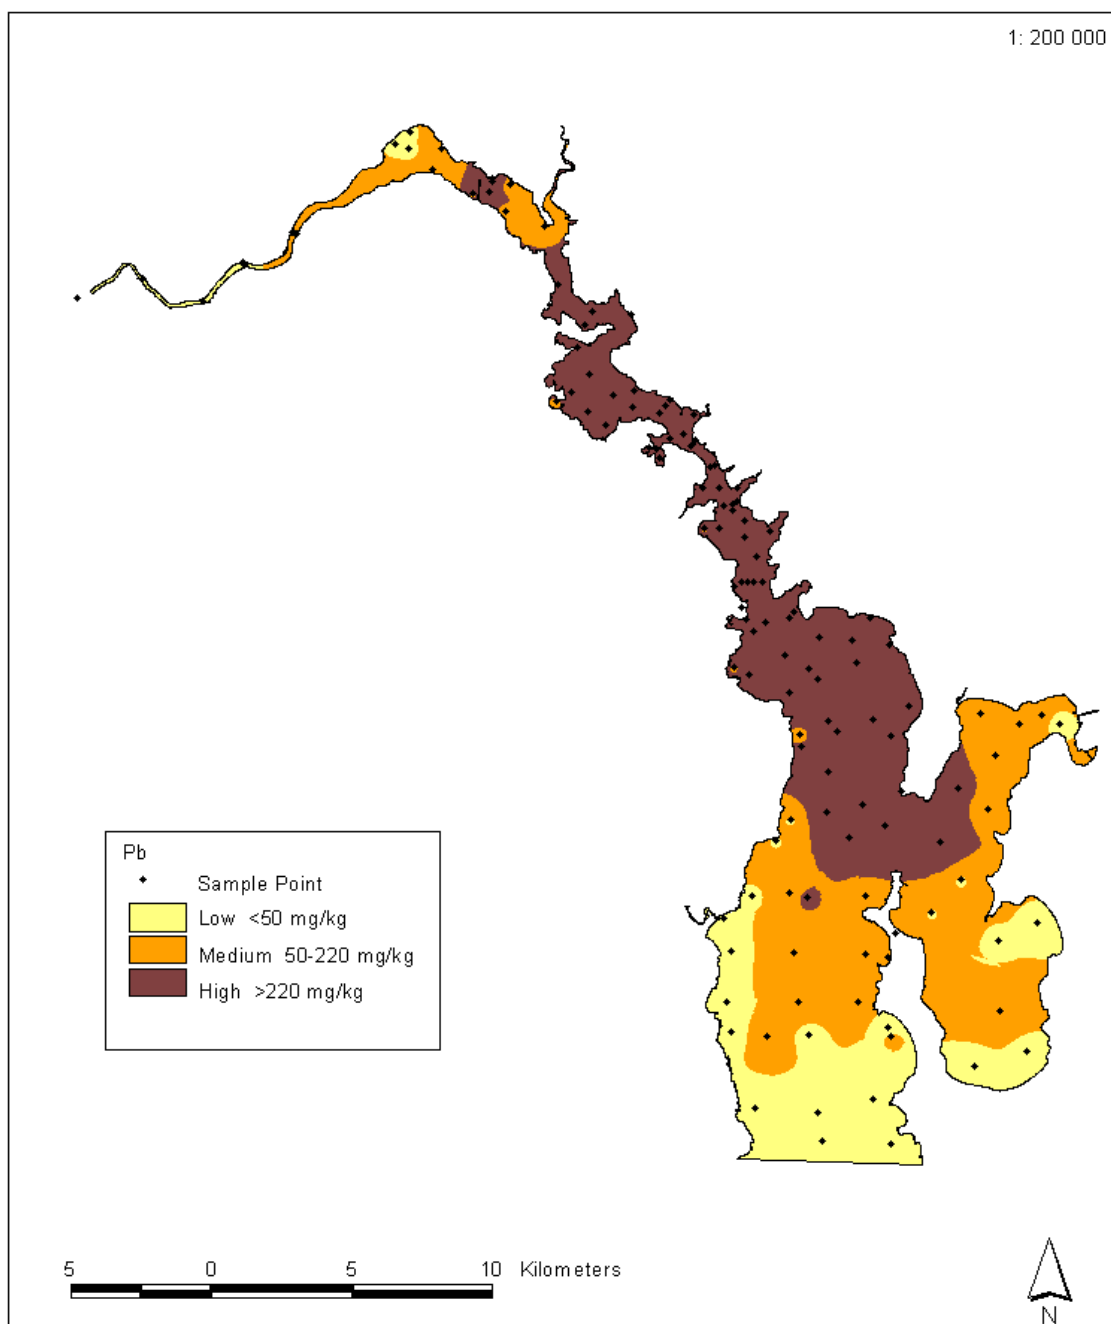 1: 200 000
Pb
Sample Point
Low <50 mg/kg
Medium 50-220 mg/kg
High >220 mg/kg
5 0 5 10 Kilometers
N